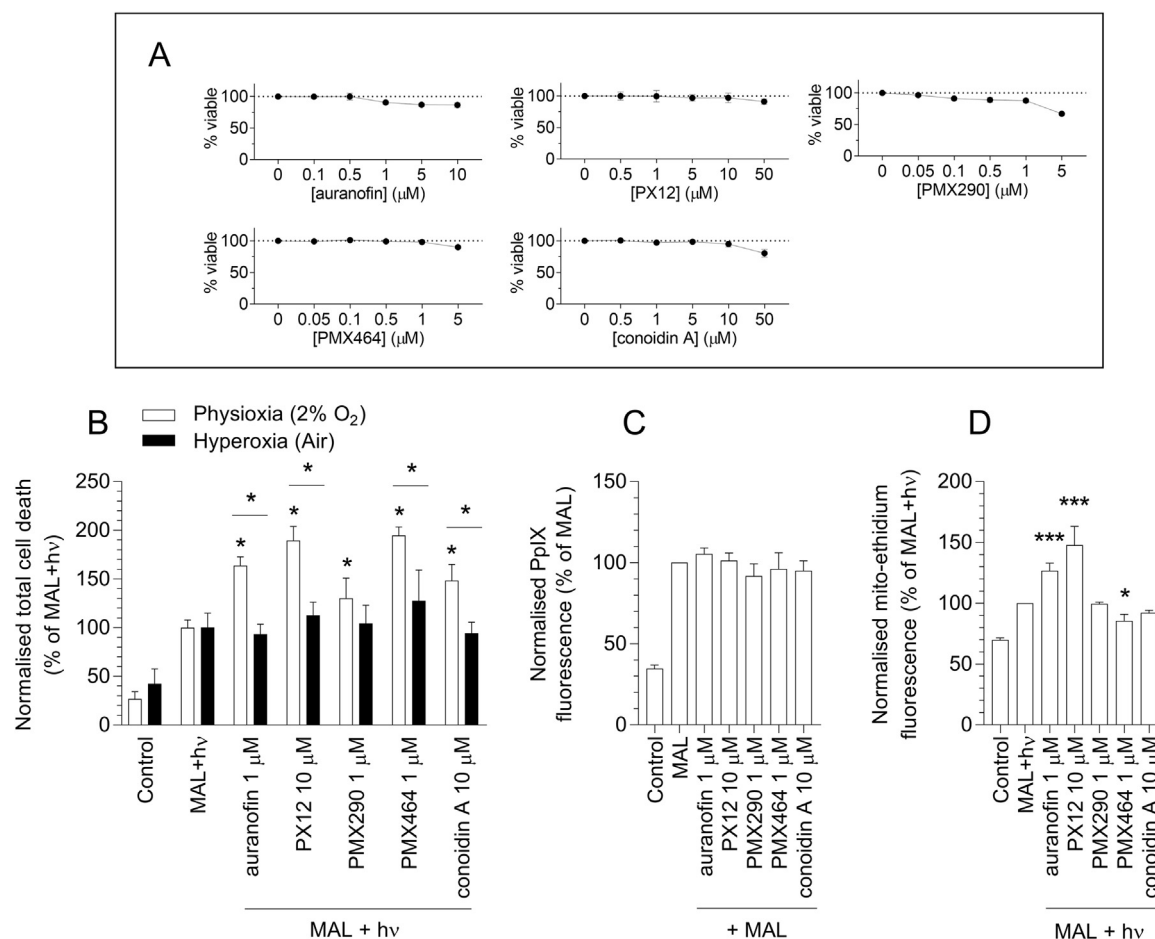 A
% viable
100
50
0
0 0.1 0.5 1 5 10
[auranofin] (μM)
% viable
100
50
0
0 0.5 1 5 10 50
[PX12] (μM)
% viable
100
50
0
0 0.05 0.1 0.5 1 5
[PMX290] (μM)
% viable
100
50
0
0 0.05 0.1 0.5 1 5
[PMX464] (μM)
% viable
100
50
0
0 0.5 1 5 10 50
[conoidin A] (μM)
B
Physioxia (2% O₂)
Hyperoxia (Air)
Normalised total cell death
(% of MAL+hν)
250
200
150
100
50
0
* *
* *
*
* *
* *
Control
MAL+hν
auranofin 1 μM
PX12 10 μM
PMX290 1 μM
PMX464 1 μM
conoidin A 10 μM
MAL + hν
C
Normalised PpIX
fluorescence (% of MAL)
150
100
50
0
Control
MAL
auranofin 1 μM
PX12 10 μM
PMX290 1 μM
PMX464 1 μM
conoidin A 10 μM
+ MAL
D
Normalised mito-ethidium
fluorescence (% of MAL+hν)
200
150
100
50
0
***
***
*
Control
MAL+hν
auranofin 1 μM
PX12 10 μM
PMX290 1 μM
PMX464 1 μM
conoidin A 10 μM
MAL + hν